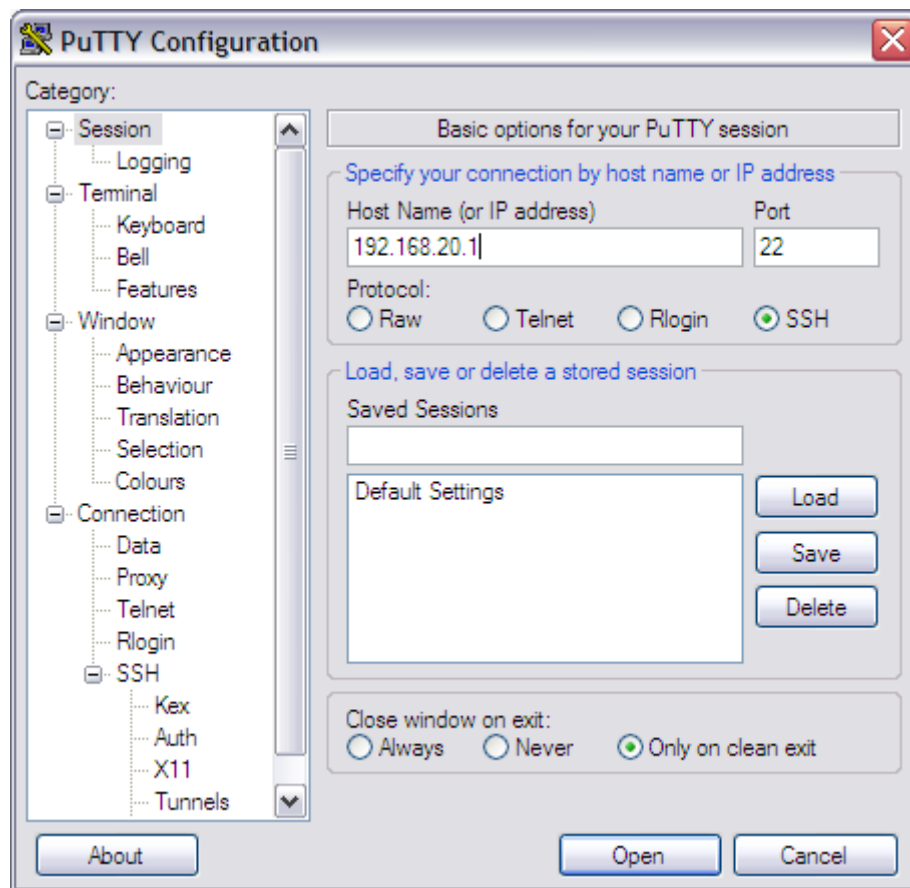 PuTTY Configuration
Category:
Session
Logging
Terminal
Keyboard
Bell
Features
Window
Appearance
Behaviour
Translation
Selection
Colours
Connection
Data
Proxy
Telnet
Rlogin
SSH
Kex
Auth
X11
Tunnels
Basic options for your PuTTY session
Specify your connection by host name or IP address
Host Name (or IP address) Port
192.168.20.1 22
Protocol:
Raw Telnet Rlogin SSH
Load, save or delete a stored session
Saved Sessions
Default Settings
Load
Save
Delete
Close window on exit:
Always Never Only on clean exit
About Open Cancel